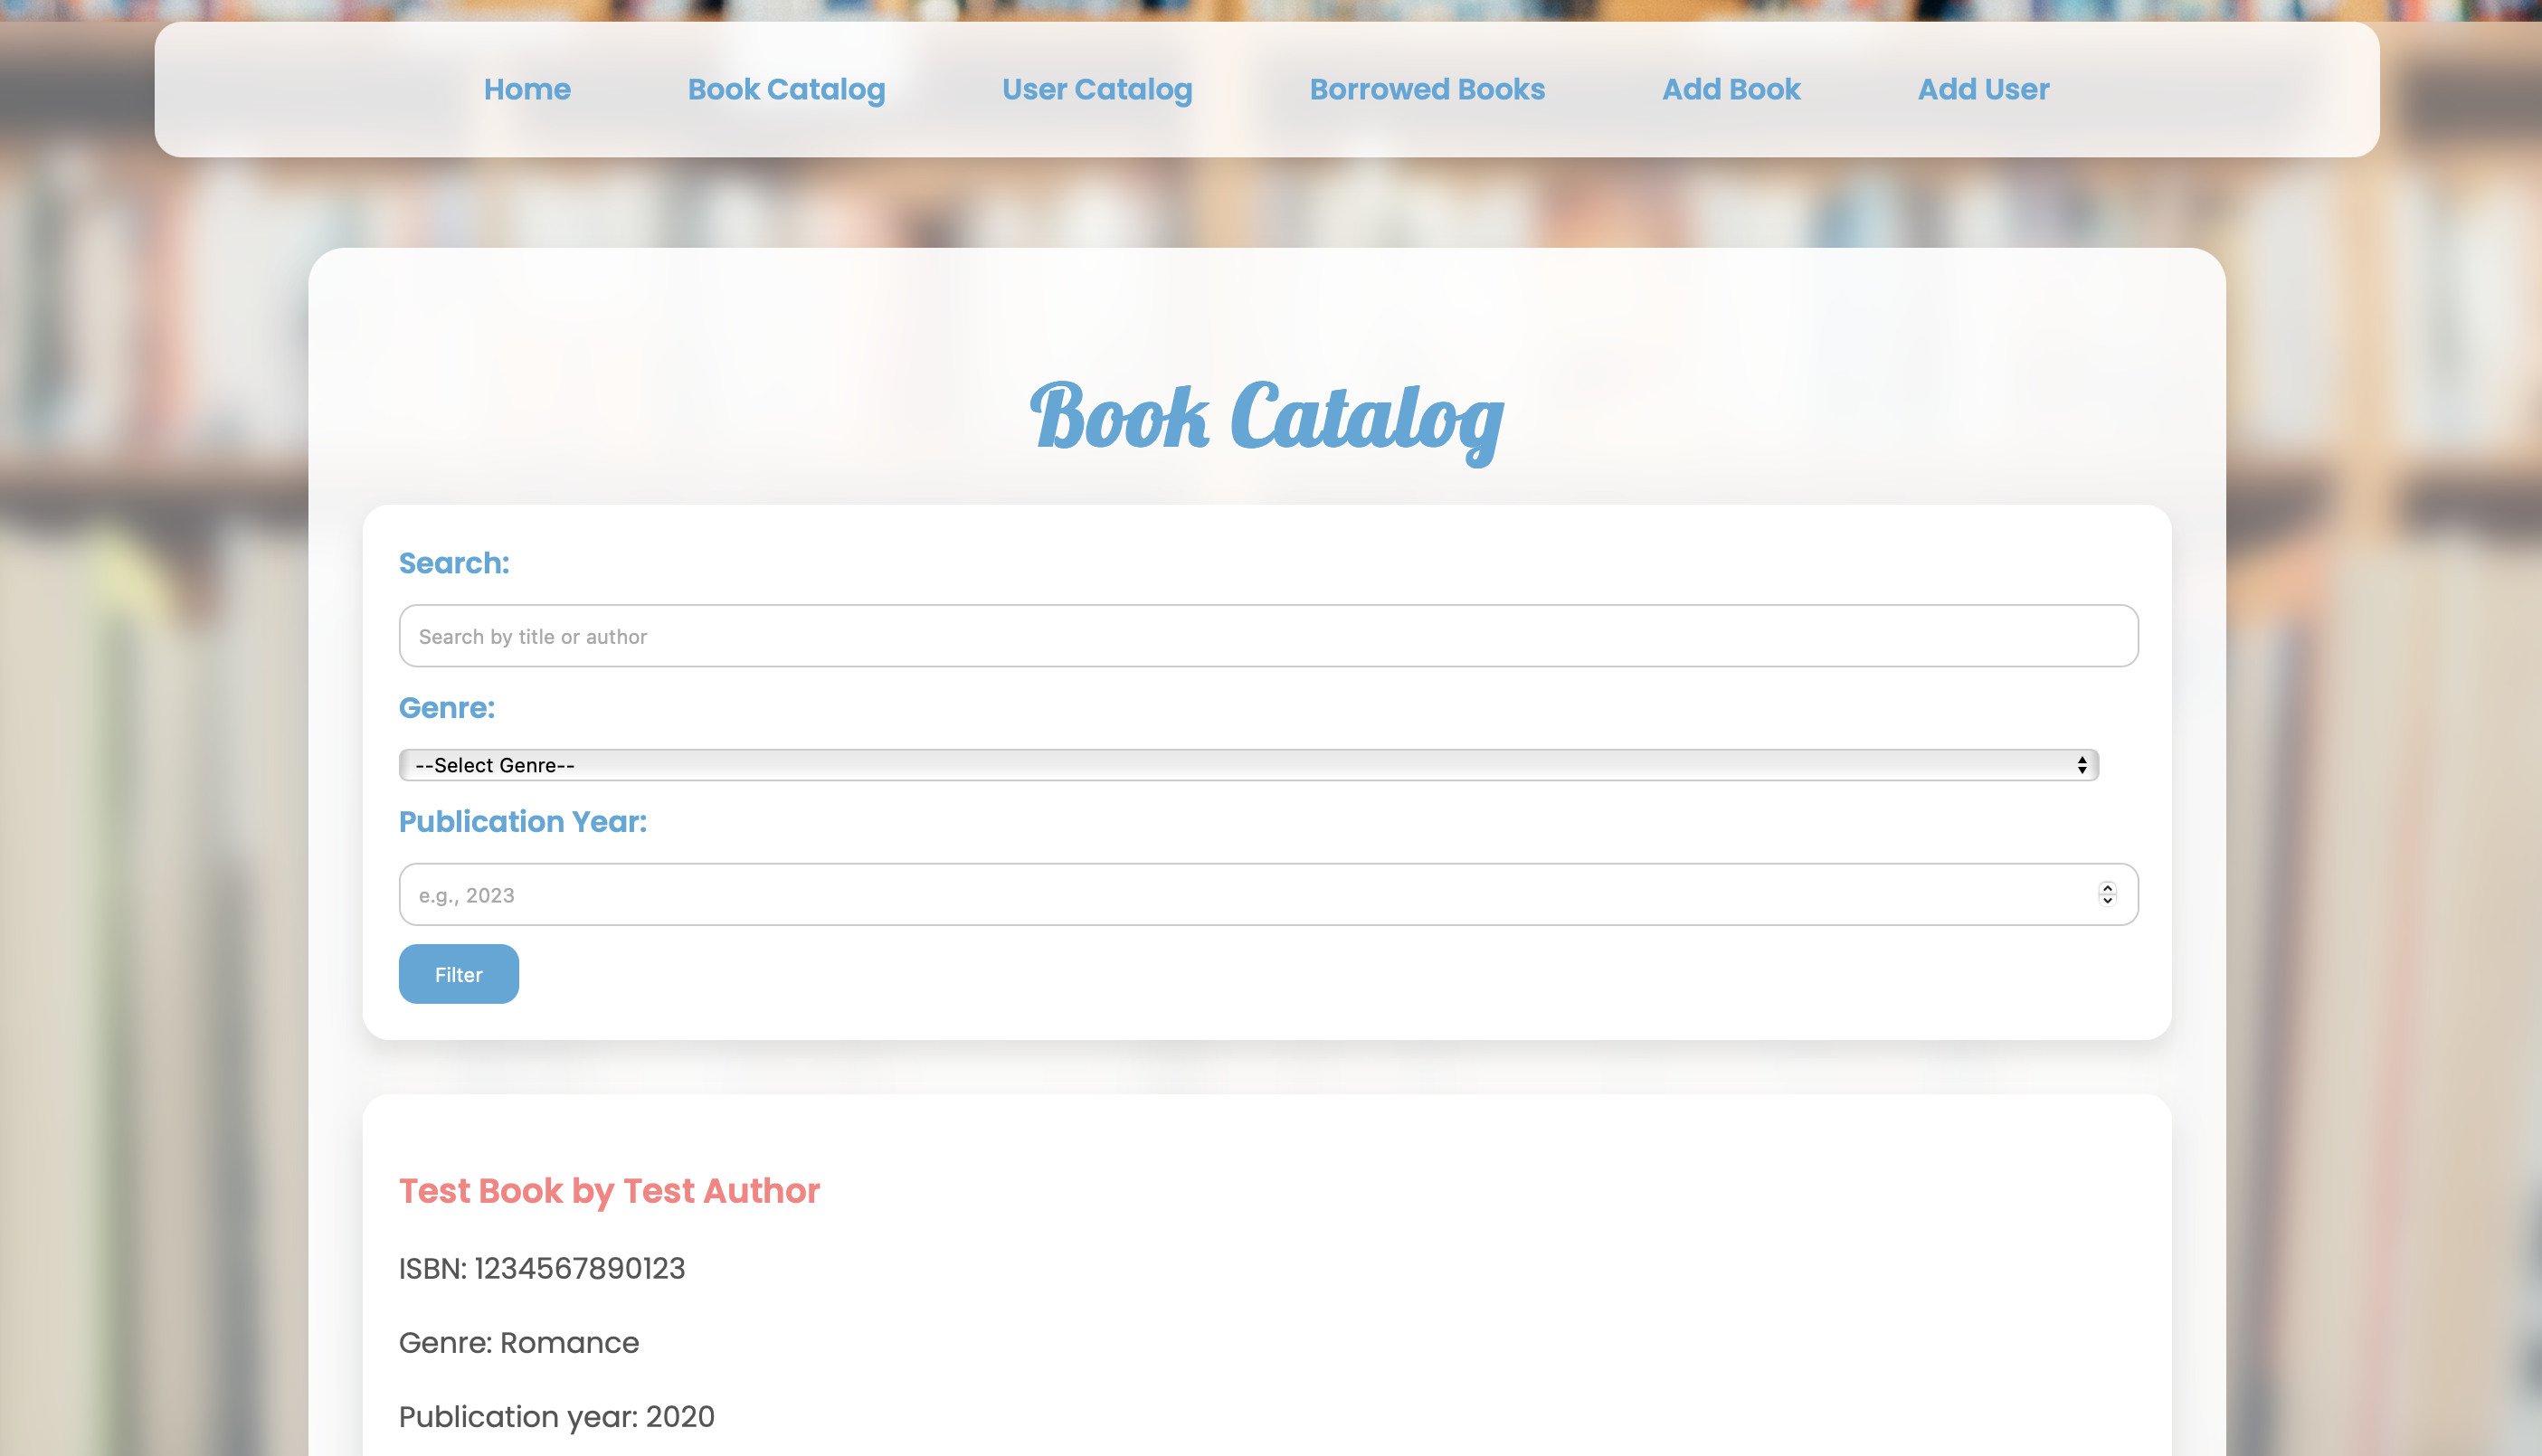 Home Book Catalog User Catalog Borrowed Books Add Book Add User
Book Catalog
Search:
Search by title or author
Genre:
--Select Genre--
Publication Year:
e.g., 2023
Filter
Test Book by Test Author
ISBN: 1234567890123
Genre: Romance
Publication year: 2020